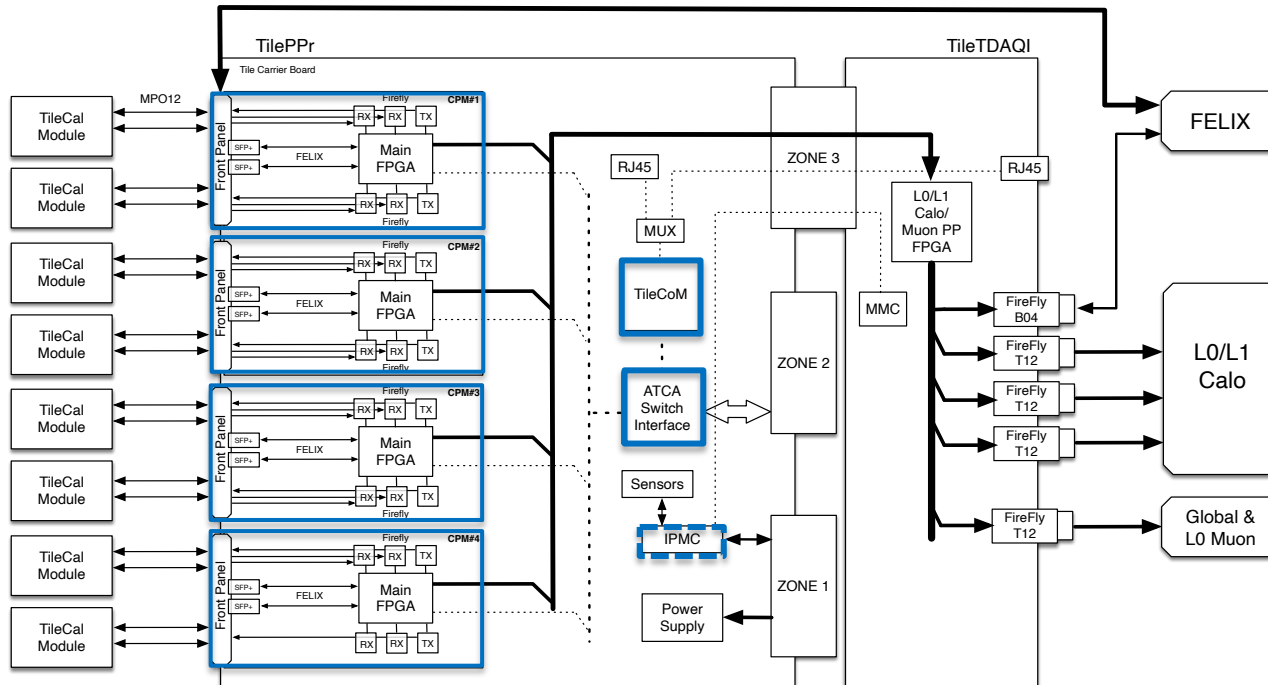 TilePPr
TileTDAQI
Tile Carrier Board
TileCal
Module
MPO12
TileCal
Module
TileCal
Module
TileCal
Module
TileCal
Module
TileCal
Module
TileCal
Module
TileCal
Module
Front Panel
Firefly
CPM#1
RX
RX
TX
SFP+
SFP+
FELIX
Main
FPGA
RX
RX
TX
Firefly
Front Panel
Firefly
CPM#2
RX
RX
TX
SFP+
SFP+
FELIX
Main
FPGA
RX
RX
TX
Firefly
Front Panel
Firefly
CPM#3
RX
RX
TX
SFP+
SFP+
FELIX
Main
FPGA
RX
RX
TX
Firefly
Front Panel
Firefly
CPM#4
RX
RX
TX
SFP+
SFP+
FELIX
Main
FPGA
RX
RX
TX
RJ45
MUX
TileCoM
ATCA
Switch
Interface
Sensors
IPMC
Power
Supply
ZONE 3
ZONE 2
ZONE 1
RJ45
L0/L1
Calo/
Muon PP
FPGA
MMC
FireFly
B04
FireFly
T12
FireFly
T12
FireFly
T12
FireFly
T12
FELIX
L0/L1
Calo
Global &
L0 Muon